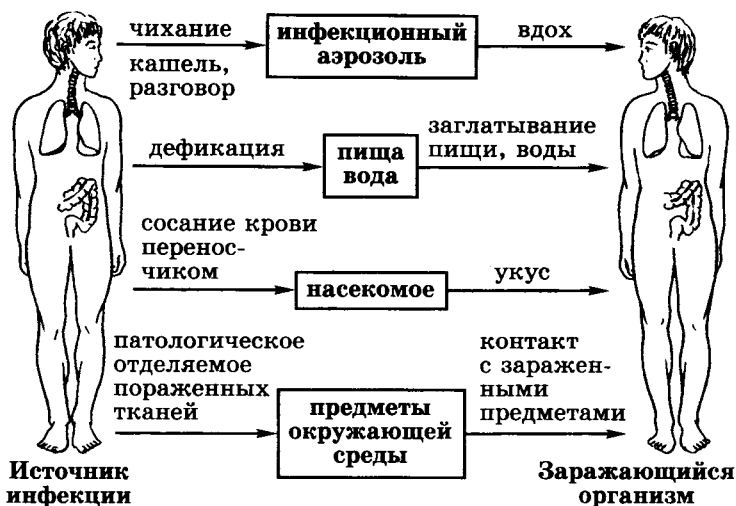 чихание
кашель,
разговор
инфекционный
аэрозоль
вдох
дефикация
пища
вода
заглатывание
пищи, воды
сосание крови
перенос-
чиком
насекомое
укус
патологическое
отделяемое
пораженных
тканей
предметы
окружающей
среды
контакт
с заражен-
ными
предметами
Источник
инфекции
Заражающийся
организм